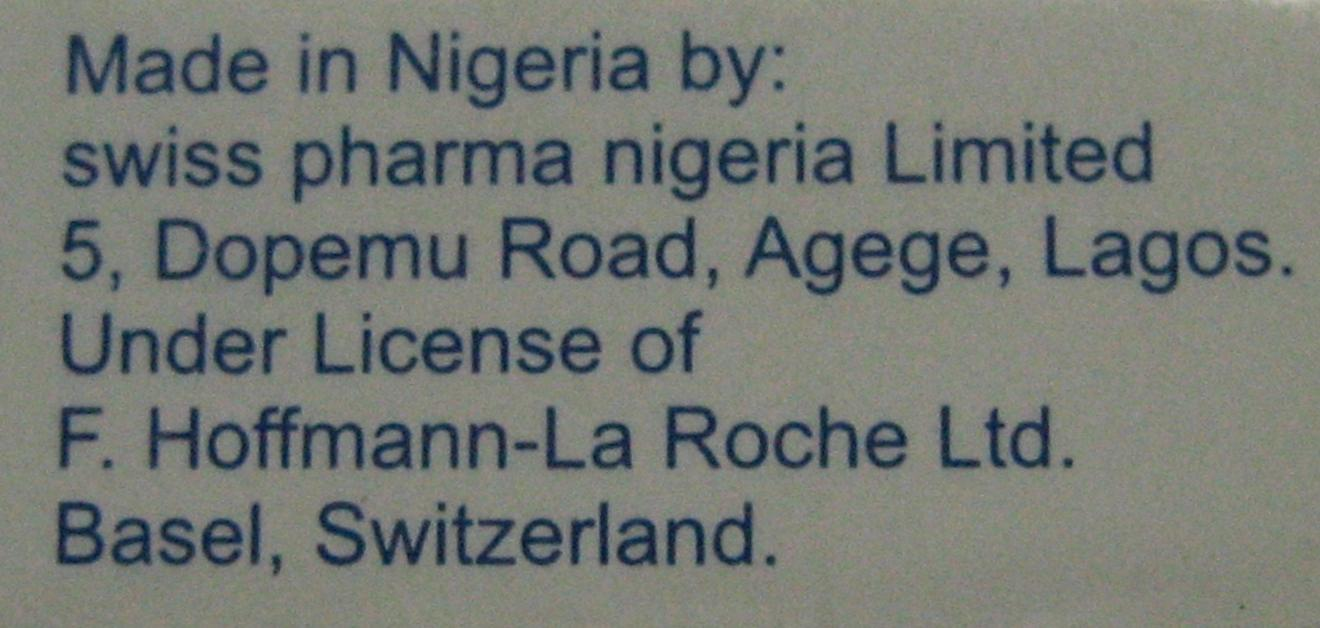 Made in Nigeria by:
swiss pharma nigeria Limited
5, Dopemu Road, Agege, Lagos.
Under License of
F. Hoffmann-La Roche Ltd.
Basel, Switzerland.